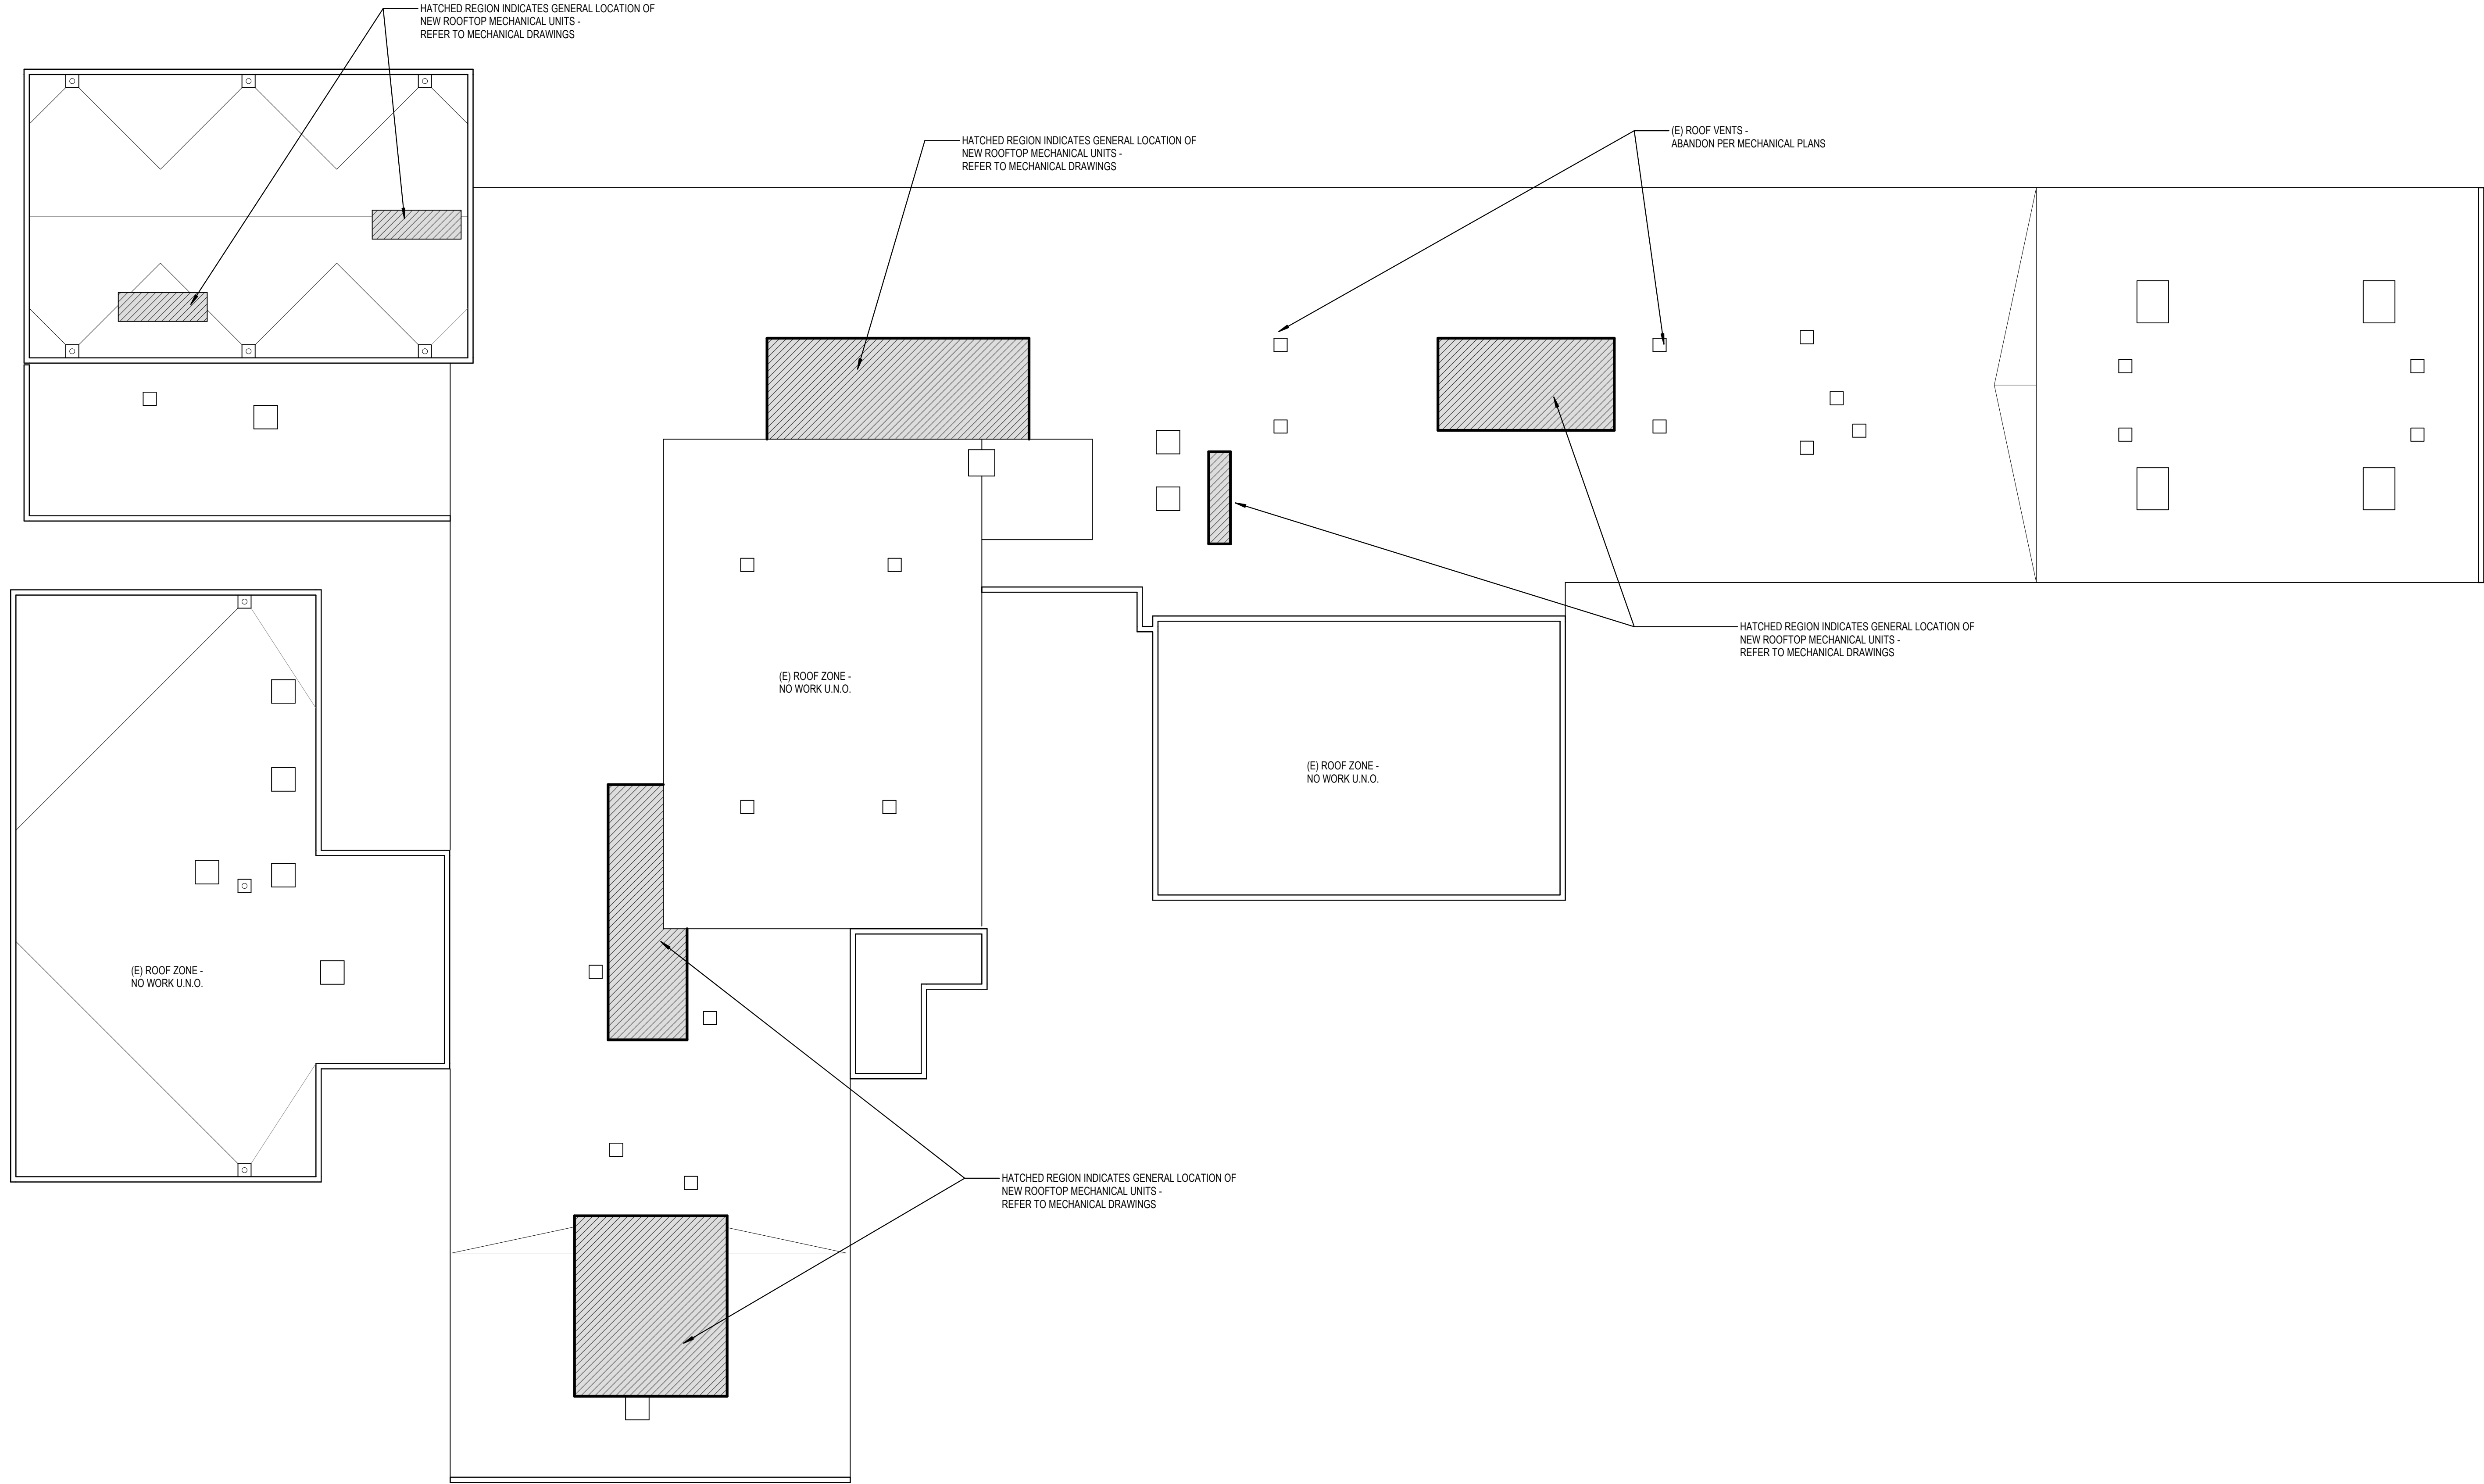 HATCHED REGION INDICATES GENERAL LOCATION OF
NEW ROOFTOP MECHANICAL UNITS -
REFER TO MECHANICAL DRAWINGS
HATCHED REGION INDICATES GENERAL LOCATION OF
NEW ROOFTOP MECHANICAL UNITS -
REFER TO MECHANICAL DRAWINGS
(E) ROOF VENTS -
ABANDON PER MECHANICAL PLANS
HATCHED REGION INDICATES GENERAL LOCATION OF
NEW ROOFTOP MECHANICAL UNITS -
REFER TO MECHANICAL DRAWINGS
(E) ROOF ZONE -
NO WORK U.N.O.
(E) ROOF ZONE -
NO WORK U.N.O.
(E) ROOF ZONE -
NO WORK U.N.O.
HATCHED REGION INDICATES GENERAL LOCATION OF
NEW ROOFTOP MECHANICAL UNITS -
REFER TO MECHANICAL DRAWINGS